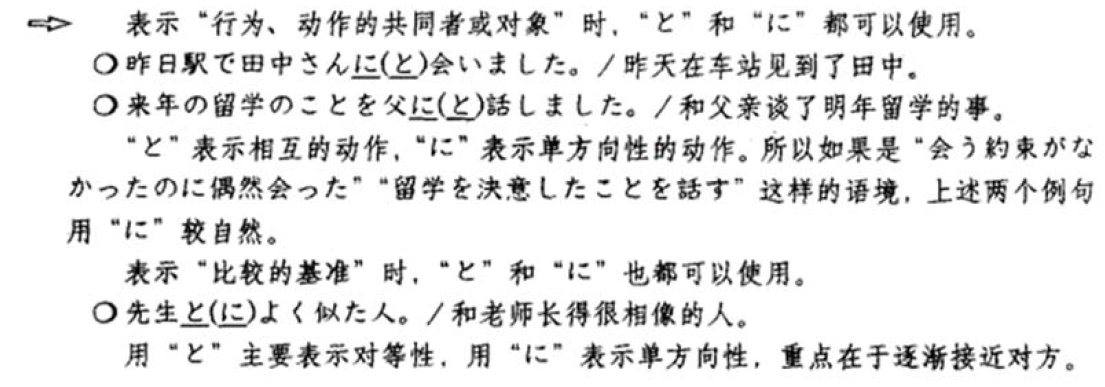 ⇨ 表示“行为、动作的共同者或对象”时，“と”和“に”都可以使用。
○昨日駅で田中さんに(と)会いました。/昨天在车站见到了田中。
○来年の留学のことを父に(と)話しました。/和父亲谈了明年留学的事。
“と”表示相互的动作，“に”表示单方向性的动作。所以如果是“会う約束がな
かったのに偶然会った”“留学を決意したことを話す”这样的语境，上述两个例句
用“に”较自然。
表示“比较的基准”时，“と”和“に”也都可以使用。
○先生と(に)よく似た人。/和老师长得很相像的人。
用“と”主要表示对等性，用“に”表示单方向性，重点在于逐渐接近对方。